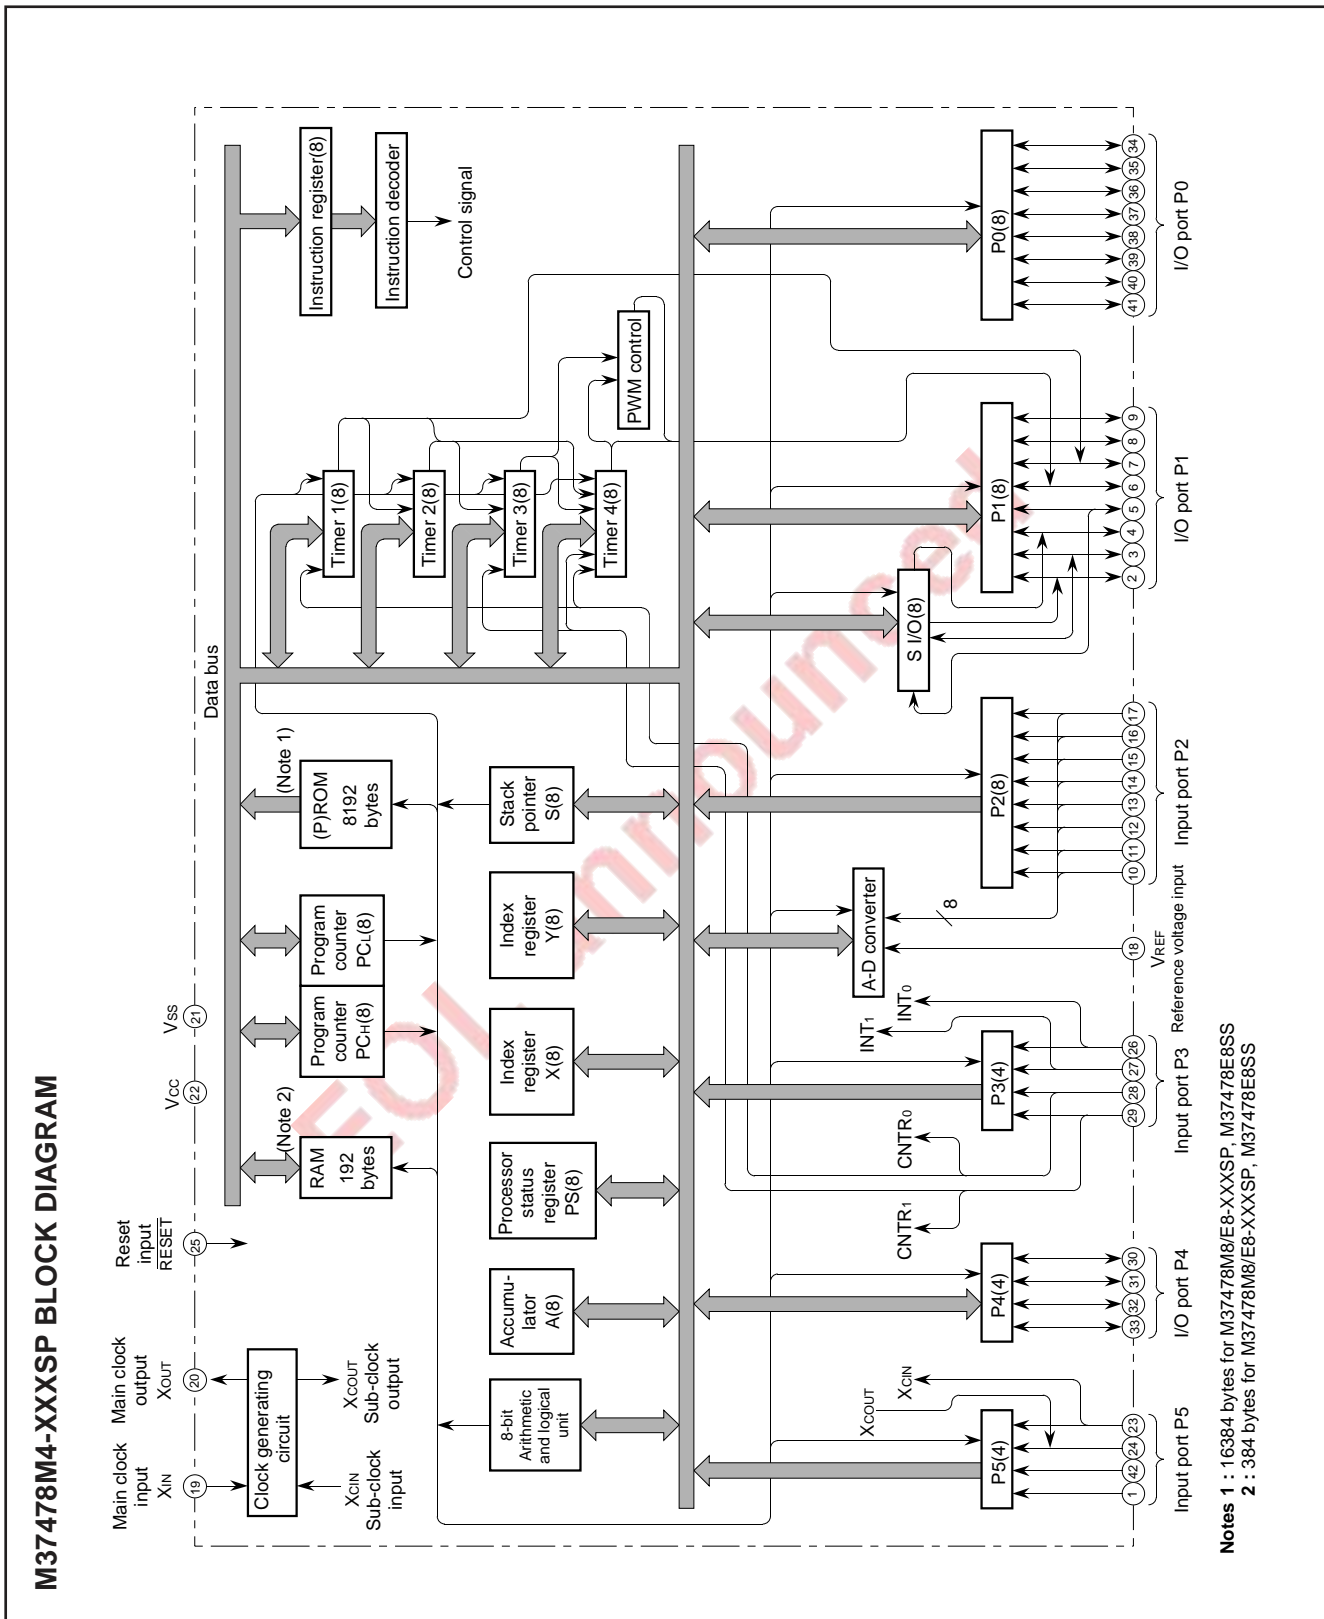 M37478M4-XXXSP BLOCK DIAGRAM
Main clock
input
XIN
Main clock
output
XOUT
Reset
input
RESET
VCC
VSS
19
20
25
22
21
Clock generating
circuit
XCIN
Sub-clock
input
XCOUT
Sub-clock
output
Data bus
RAM
192
bytes
(Note 2)
Program
counter
PCH(8)
Program
counter
PCL(8)
(P)ROM
8192
bytes
(Note 1)
Instruction register(8)
Instruction decoder
Control signal
8-bit
Arithmetic
and logical
unit
Accumu-
lator
A(8)
Processor
status
register
PS(8)
Index
register
X(8)
Index
register
Y(8)
Stack
pointer
S(8)
Timer 1(8)
Timer 2(8)
Timer 3(8)
Timer 4(8)
PWM control
EOL announced
XCOUT
XCIN
CNTR1
CNTR0
INT1
INT0
A-D converter
8
S I/O(8)
P5(4)
P4(4)
P3(4)
P2(8)
P1(8)
P0(8)
1 42 24 23
33 32 31 30
29 28 27 26
18
10 11 12 13 14 15 16 17
2 3 4 5 6 7 8 9
41 40 39 38 37 36 35 34
Input port P5
I/O port P4
Input port P3
VREF
Reference voltage input
Input port P2
I/O port P1
I/O port P0
Notes 1 : 16384 bytes for M37478M8/E8-XXXSP, M37478E8SS
2 : 384 bytes for M37478M8/E8-XXXSP, M37478E8SS